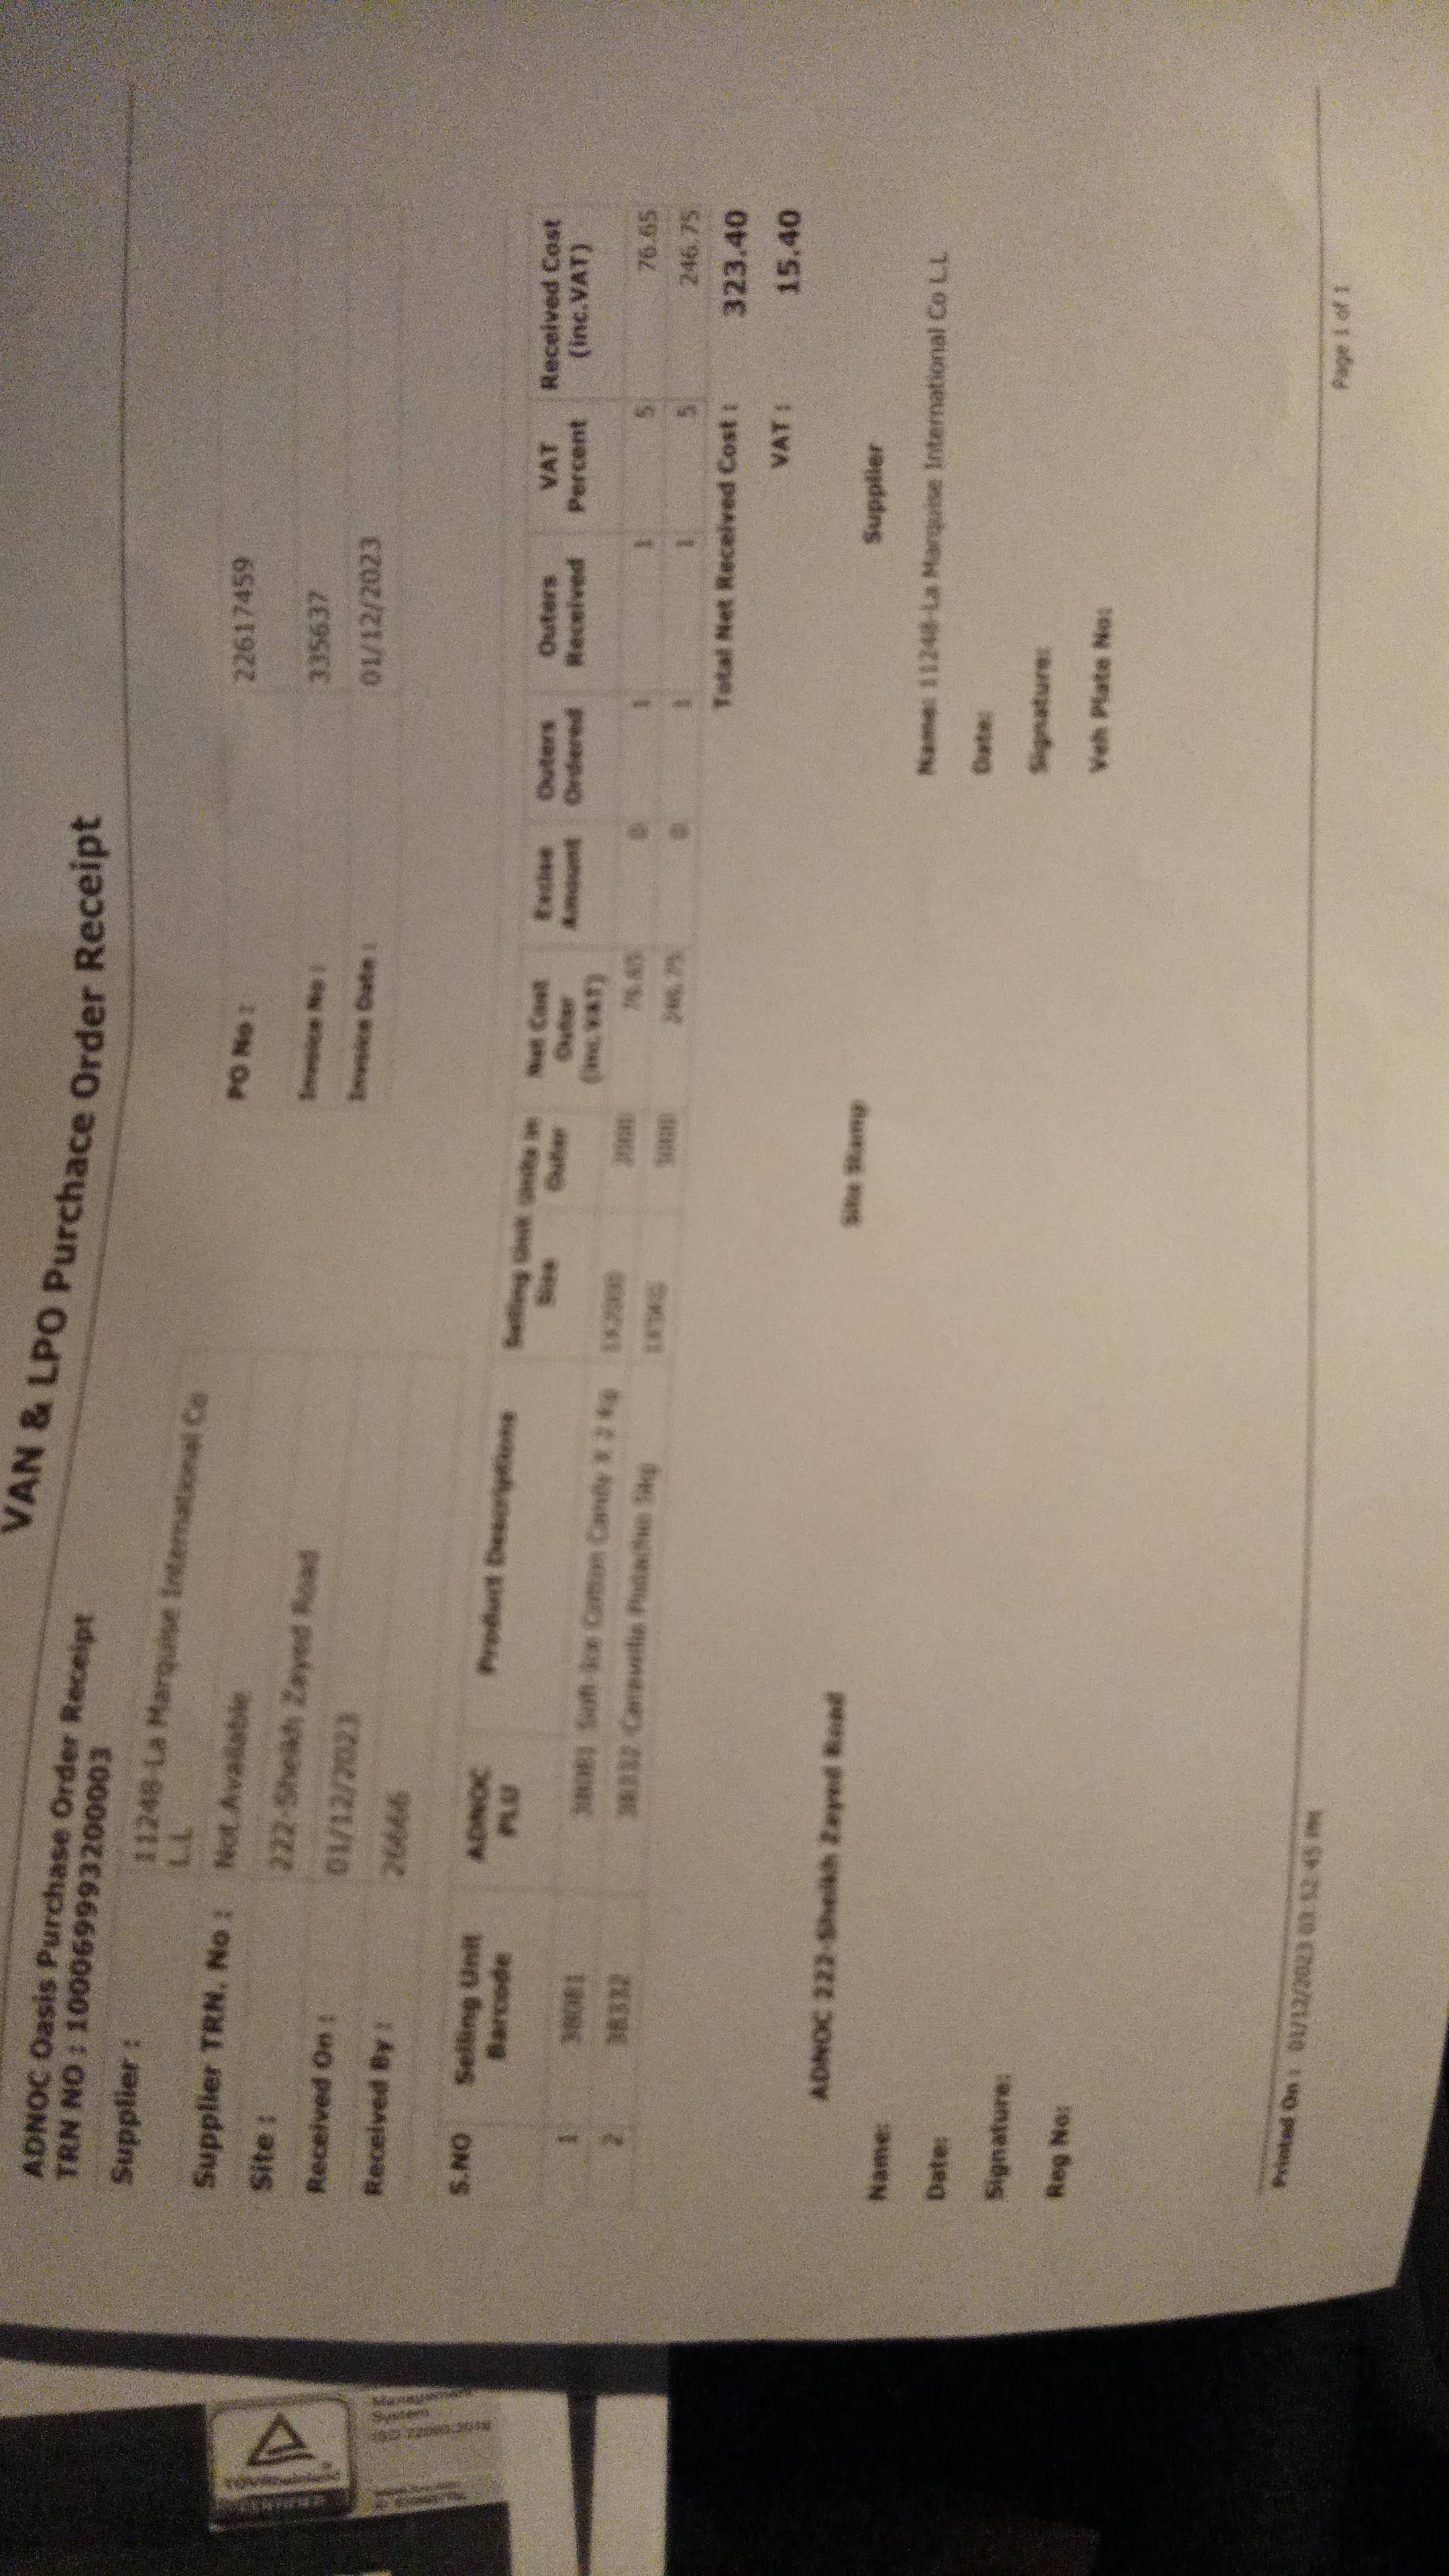 VAN & LPO Purchace Order Receipt
ADNOC Oasis Purchase Order Receipt
TRN NO : 100069993200003
Supplier : 11248-La Marquise International Co
L.L
Supplier TRN. No : Not Available
Site : 222-Sheikh Zayed Road
Received On : 01/12/2023
Received By : 26666
PO No : 22617459
Invoice No : 335637
Invoice Date : 01/12/2023
S.NO Selling Unit Barcode ADNOC PLU Product Descriptions Selling Unit Size Units in Outer Net Cost Outer (inc.VAT) Excise Amount Outers Ordered Outers Received VAT Percent Received Cost (inc.VAT)
1 38081 38081 Soft-Ice Cotton Candy X 2 Kg 1X2000 2000 76.65 0 1 1 5 76.65
2 38332 38332 Caravella Pistachio 5kg 1X5KG 5000 246.75 0 1 1 5 246.75
Total Net Received Cost : 323.40
VAT : 15.40
ADNOC 222-Sheikh Zayed Road
Name:
Date:
Signature:
Reg No:
Site Stamp
Supplier
Name: 11248-La Marquise International Co L.L
Date:
Signature:
Veh Plate No:
Printed On : 01/12/2023 03:12:45 PM
Page 1 of 1
TÜVRheinland
CERTIFIED
Management
System